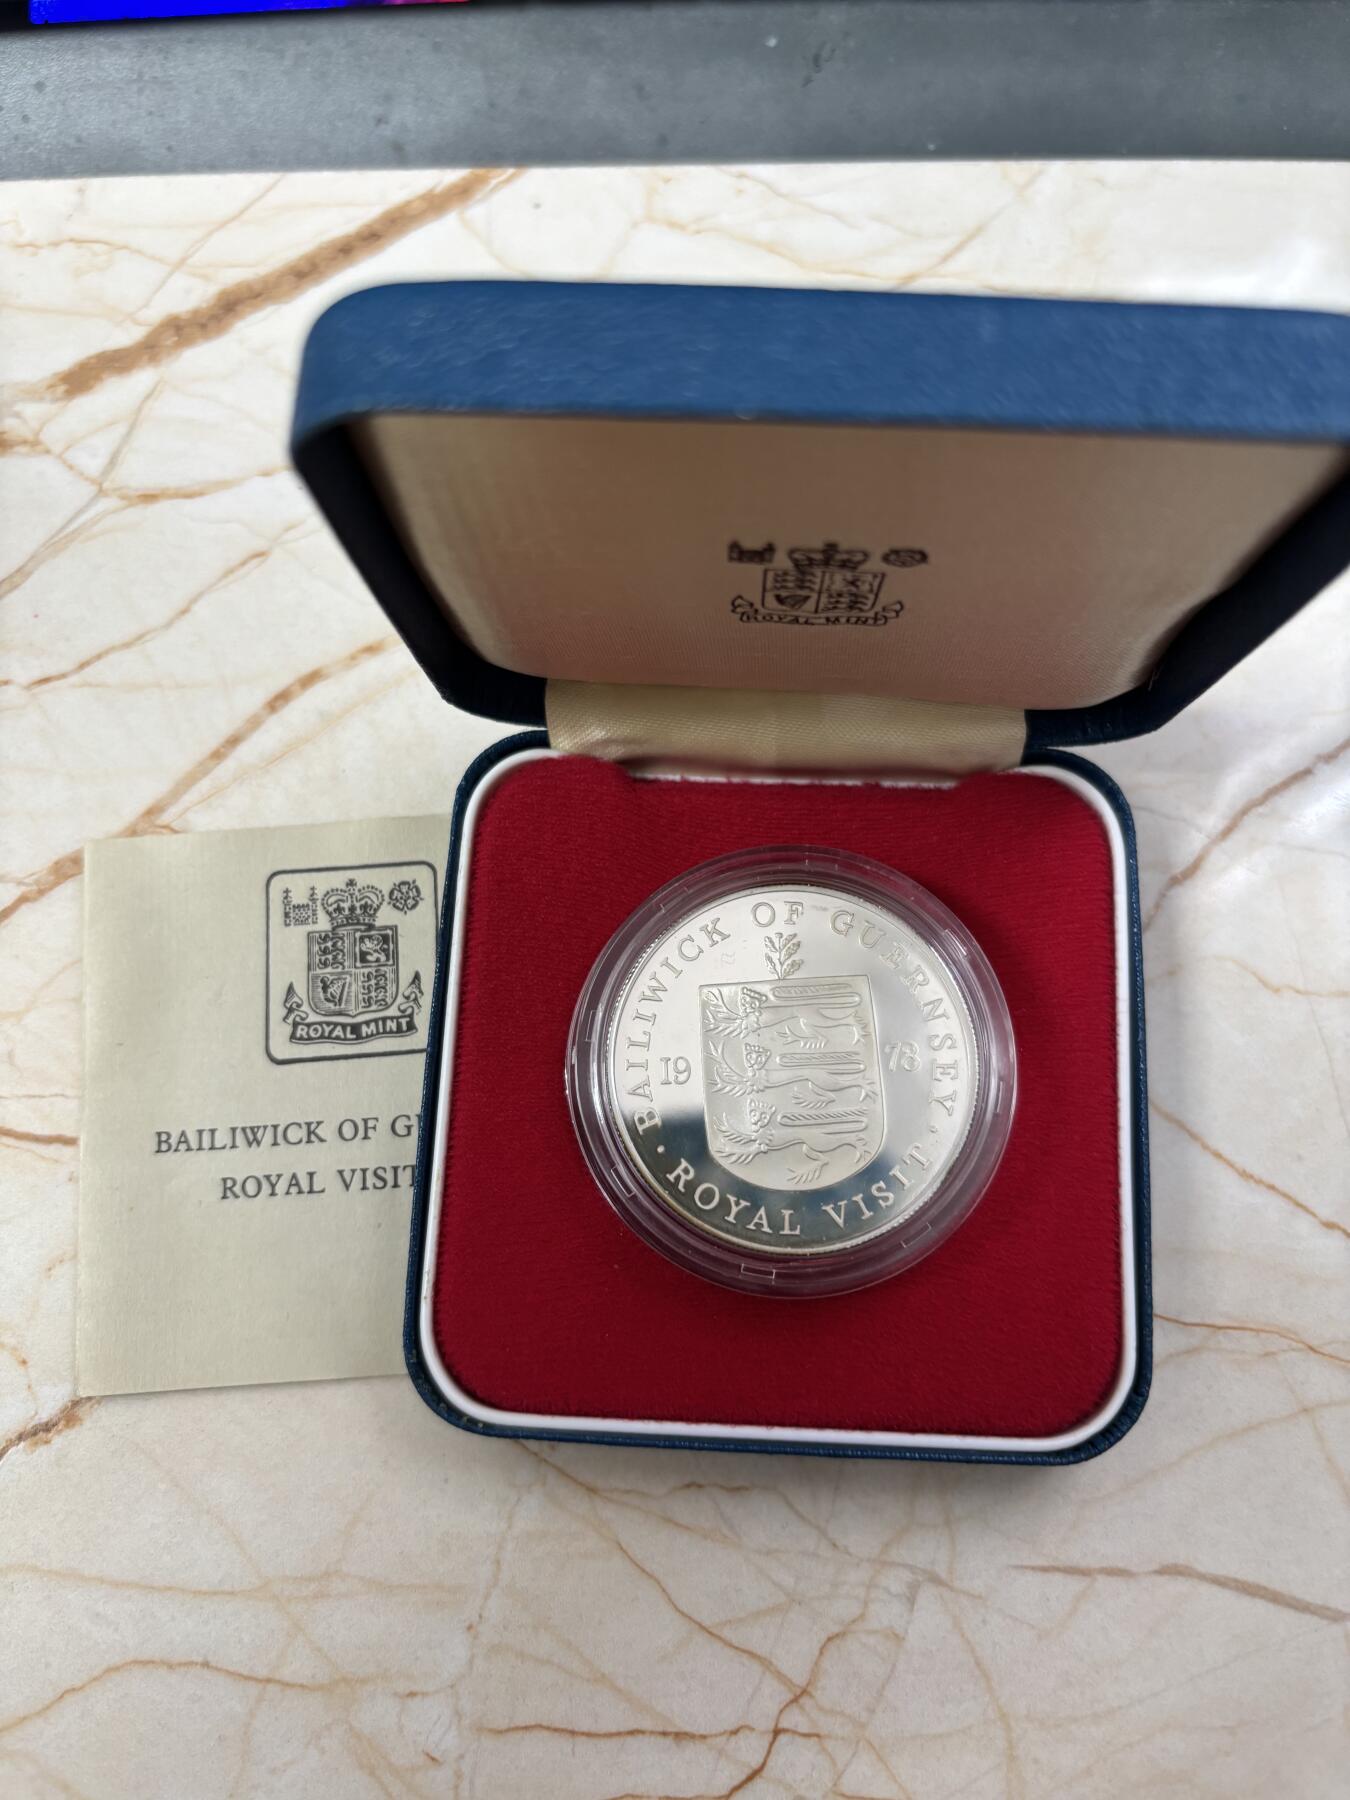 ROYAL MINT
ROYAL MINT
BAILIWICK OF G
ROYAL VISIT
BAILIWICK OF GUERNSEY
19 78
· ROYAL VISIT ·